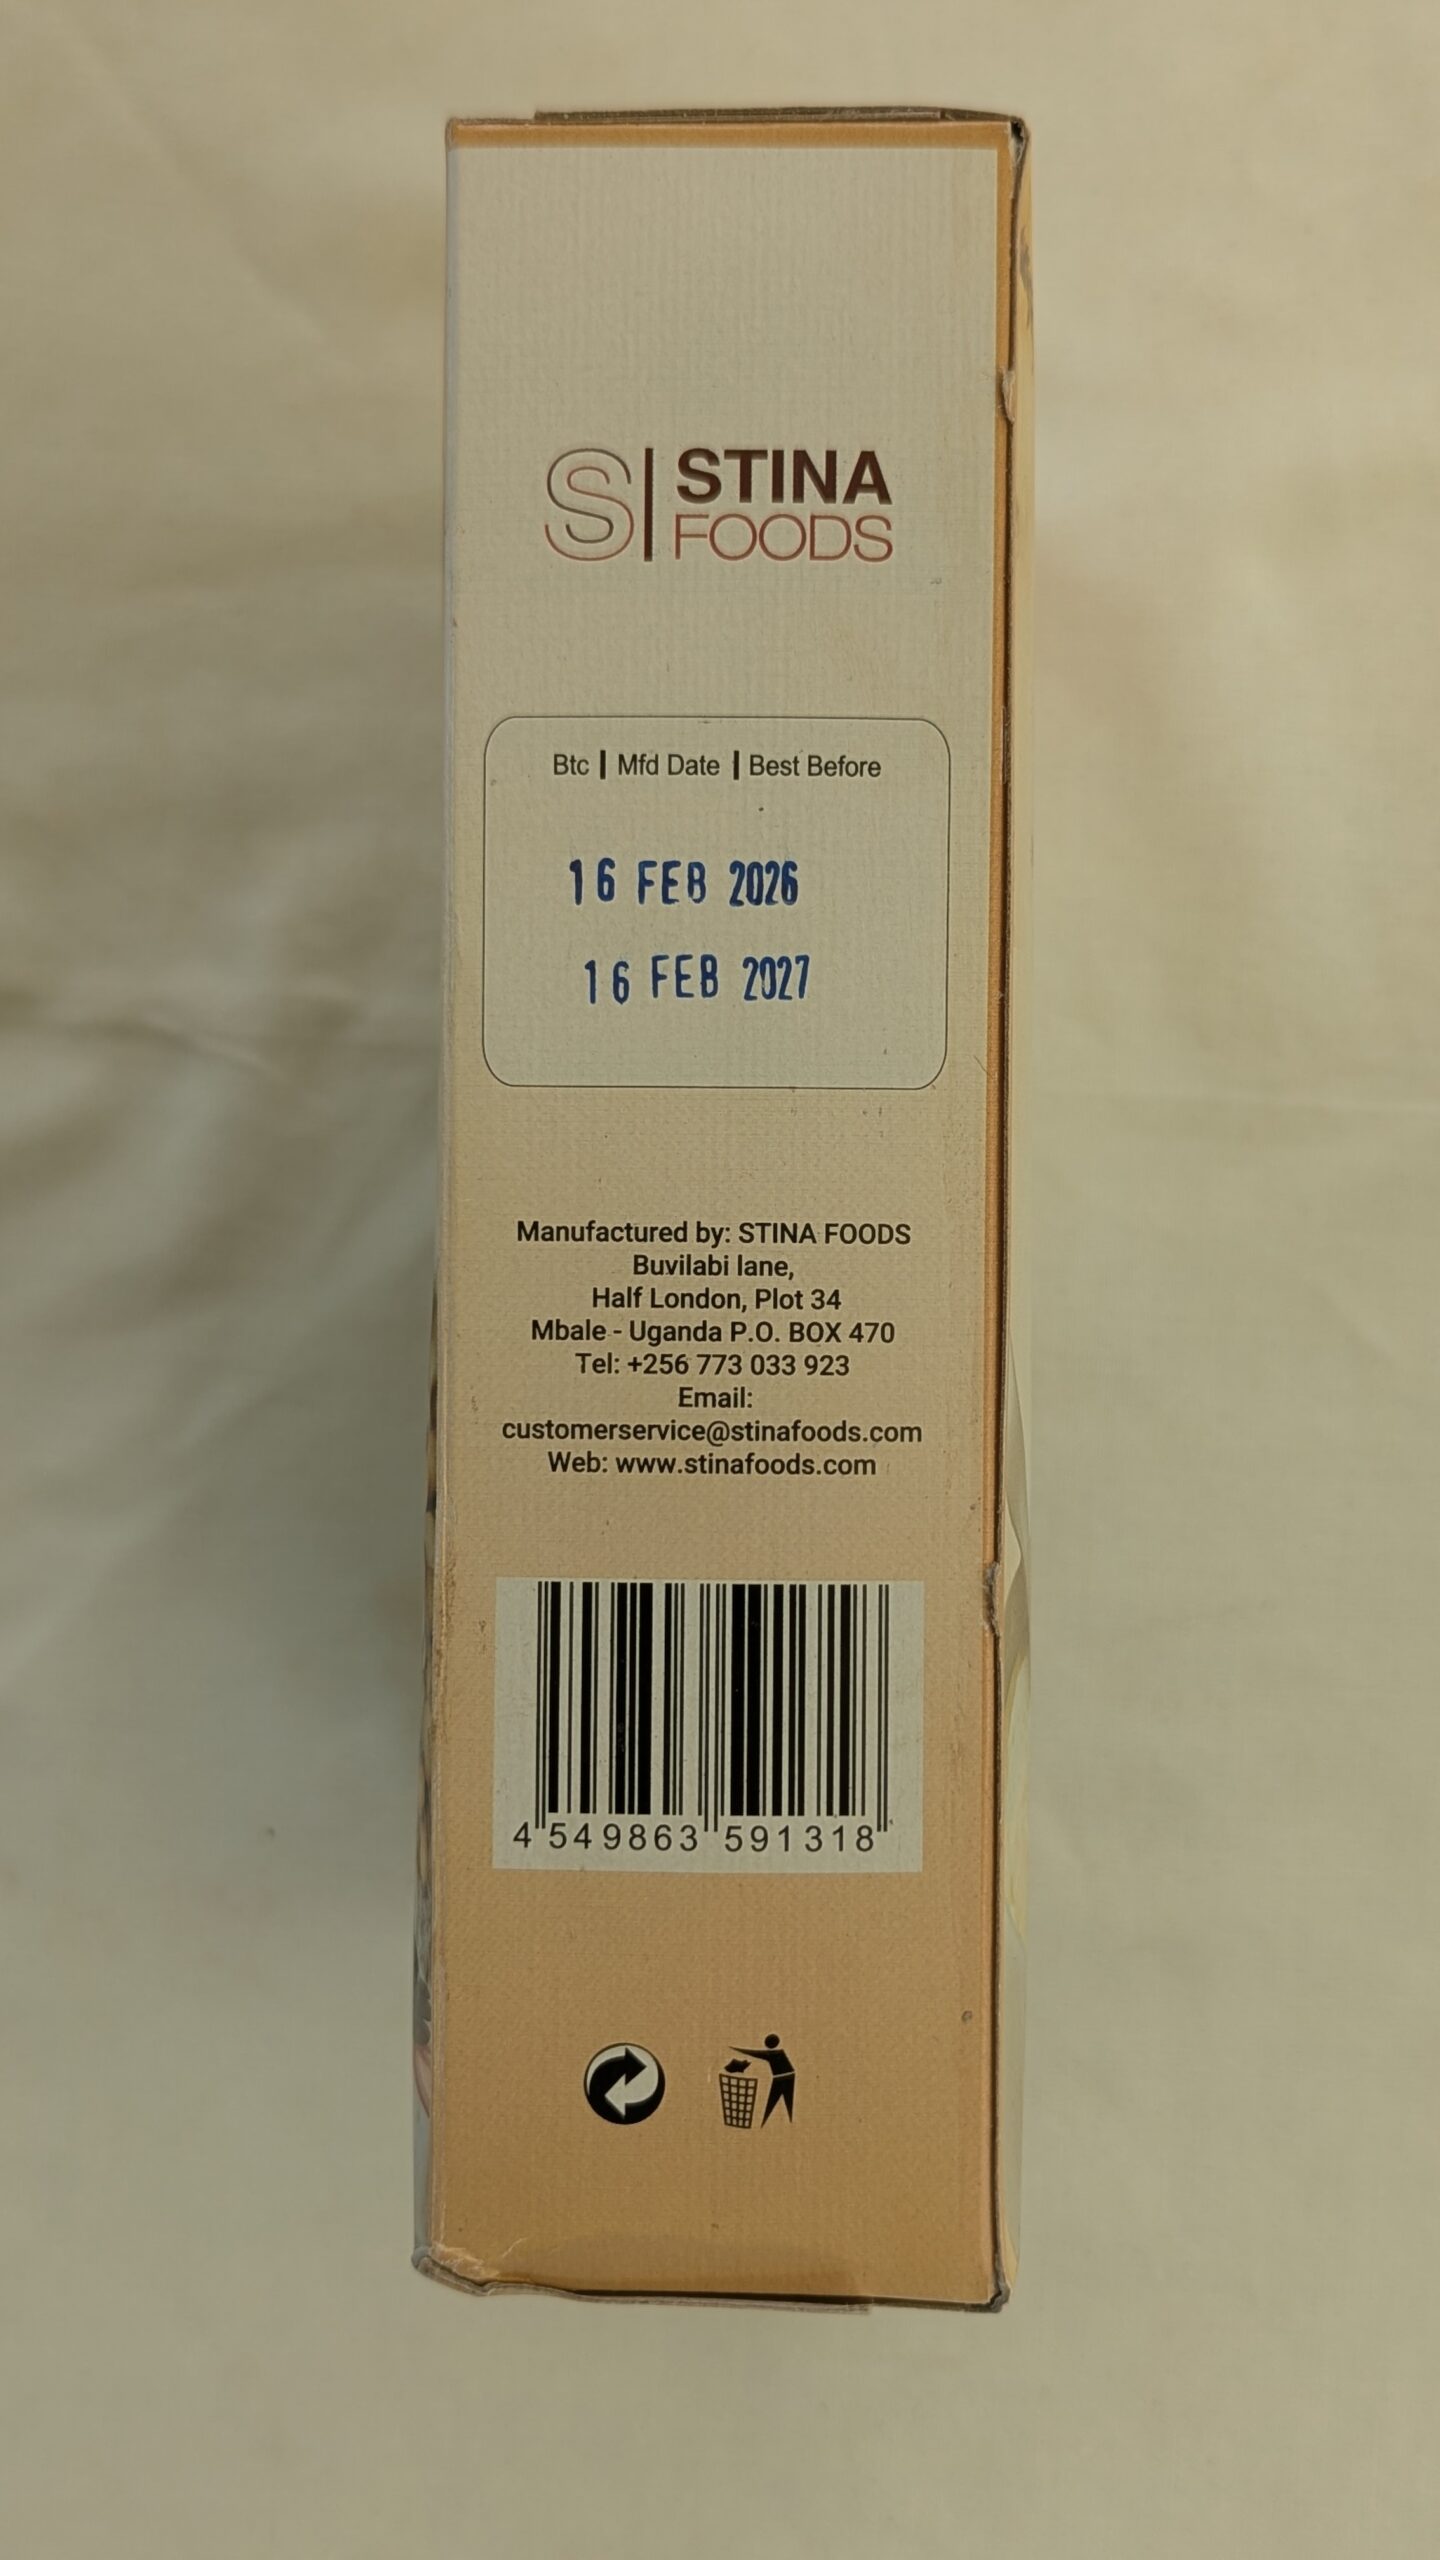 S | STINA
FOODS
Btc | Mfd Date | Best Before
16 FEB 2026
16 FEB 2027
Manufactured by: STINA FOODS
Buvilabi lane,
Half London, Plot 34
Mbale - Uganda P.O. BOX 470
Tel: +256 773 033 923
Email:
customerservice@stinafoods.com
Web: www.stinafoods.com
4 549863 591318